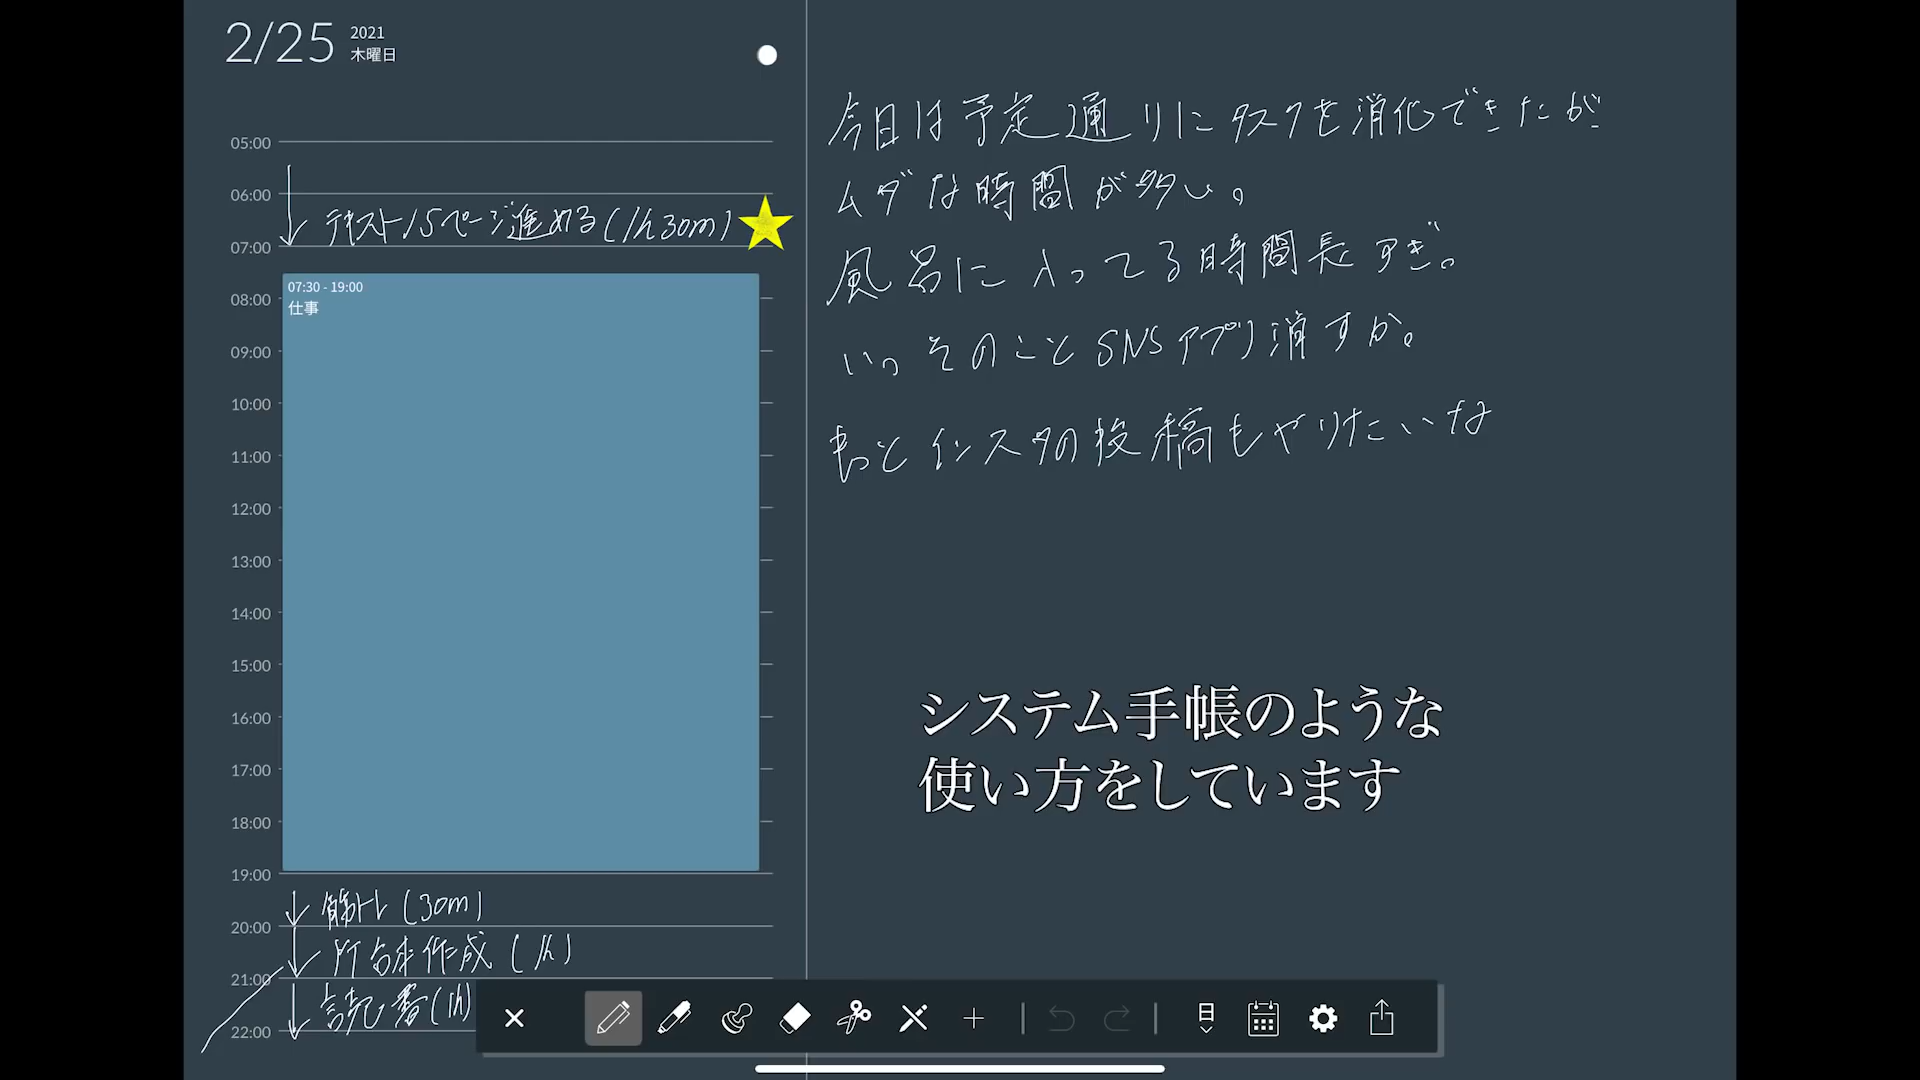 2/25
2021
木曜日
05:00
06:00
テキスト15ページ進める(1h30m)
07:00
07:30 - 19:00
仕事
08:00
09:00
10:00
11:00
12:00
13:00
14:00
15:00
16:00
17:00
18:00
19:00
筋トレ(30m)
20:00
台本作成(1h)
21:00
読書(1h)
22:00
今日は予定通りにタスクを消化できたが
ムダな時間が多い。
風呂に入ってる時間長すぎ。
いっそのことSNSアプリ消すか。
もっとインスタの投稿もやりたいな
システム手帳のような
使い方をしています